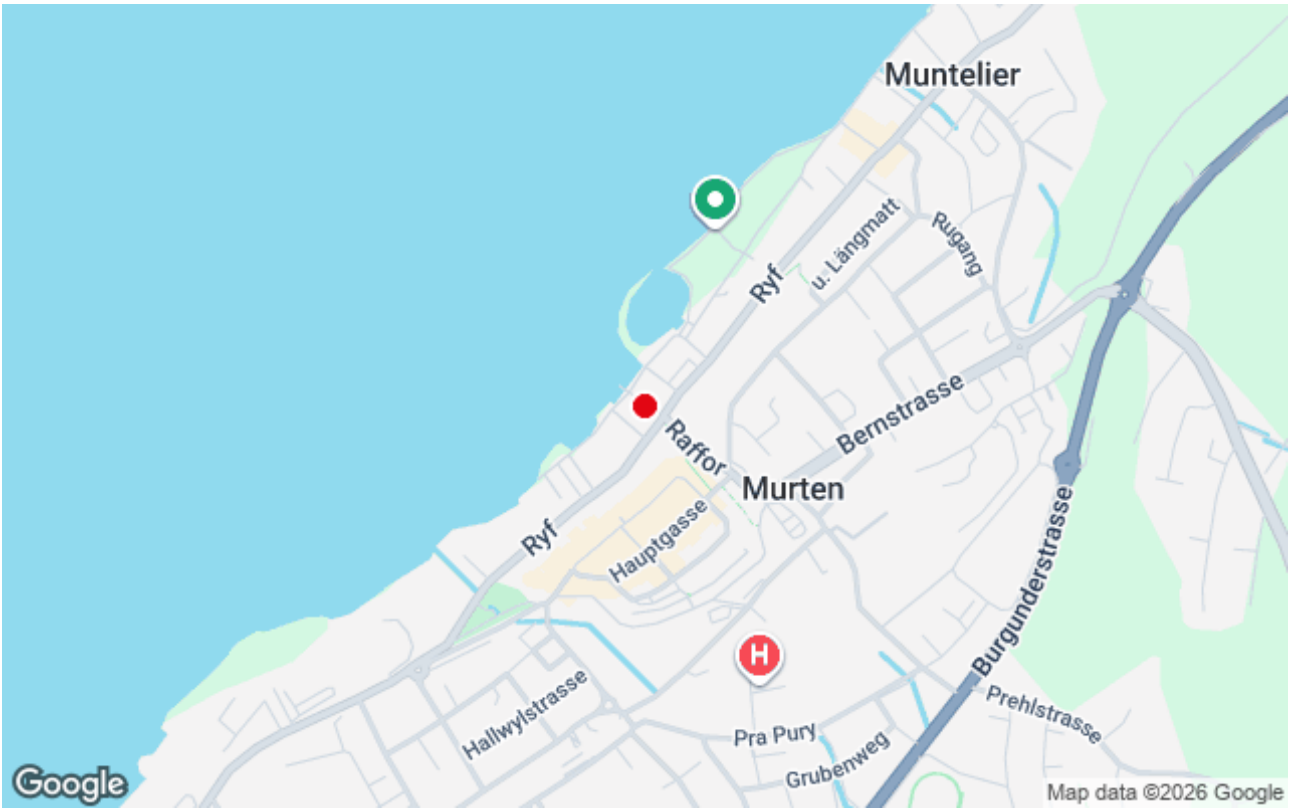 Muntelier
u. Längmatt
Rugang
Ryf
Bernstrasse
Raffor
Murten
Hauptgasse
Ryf
Burgunderstrasse
H
Prehlstrasse
Hallwylstrasse
Pra Pury
Grubenweg
Google
Map data ©2026 Google